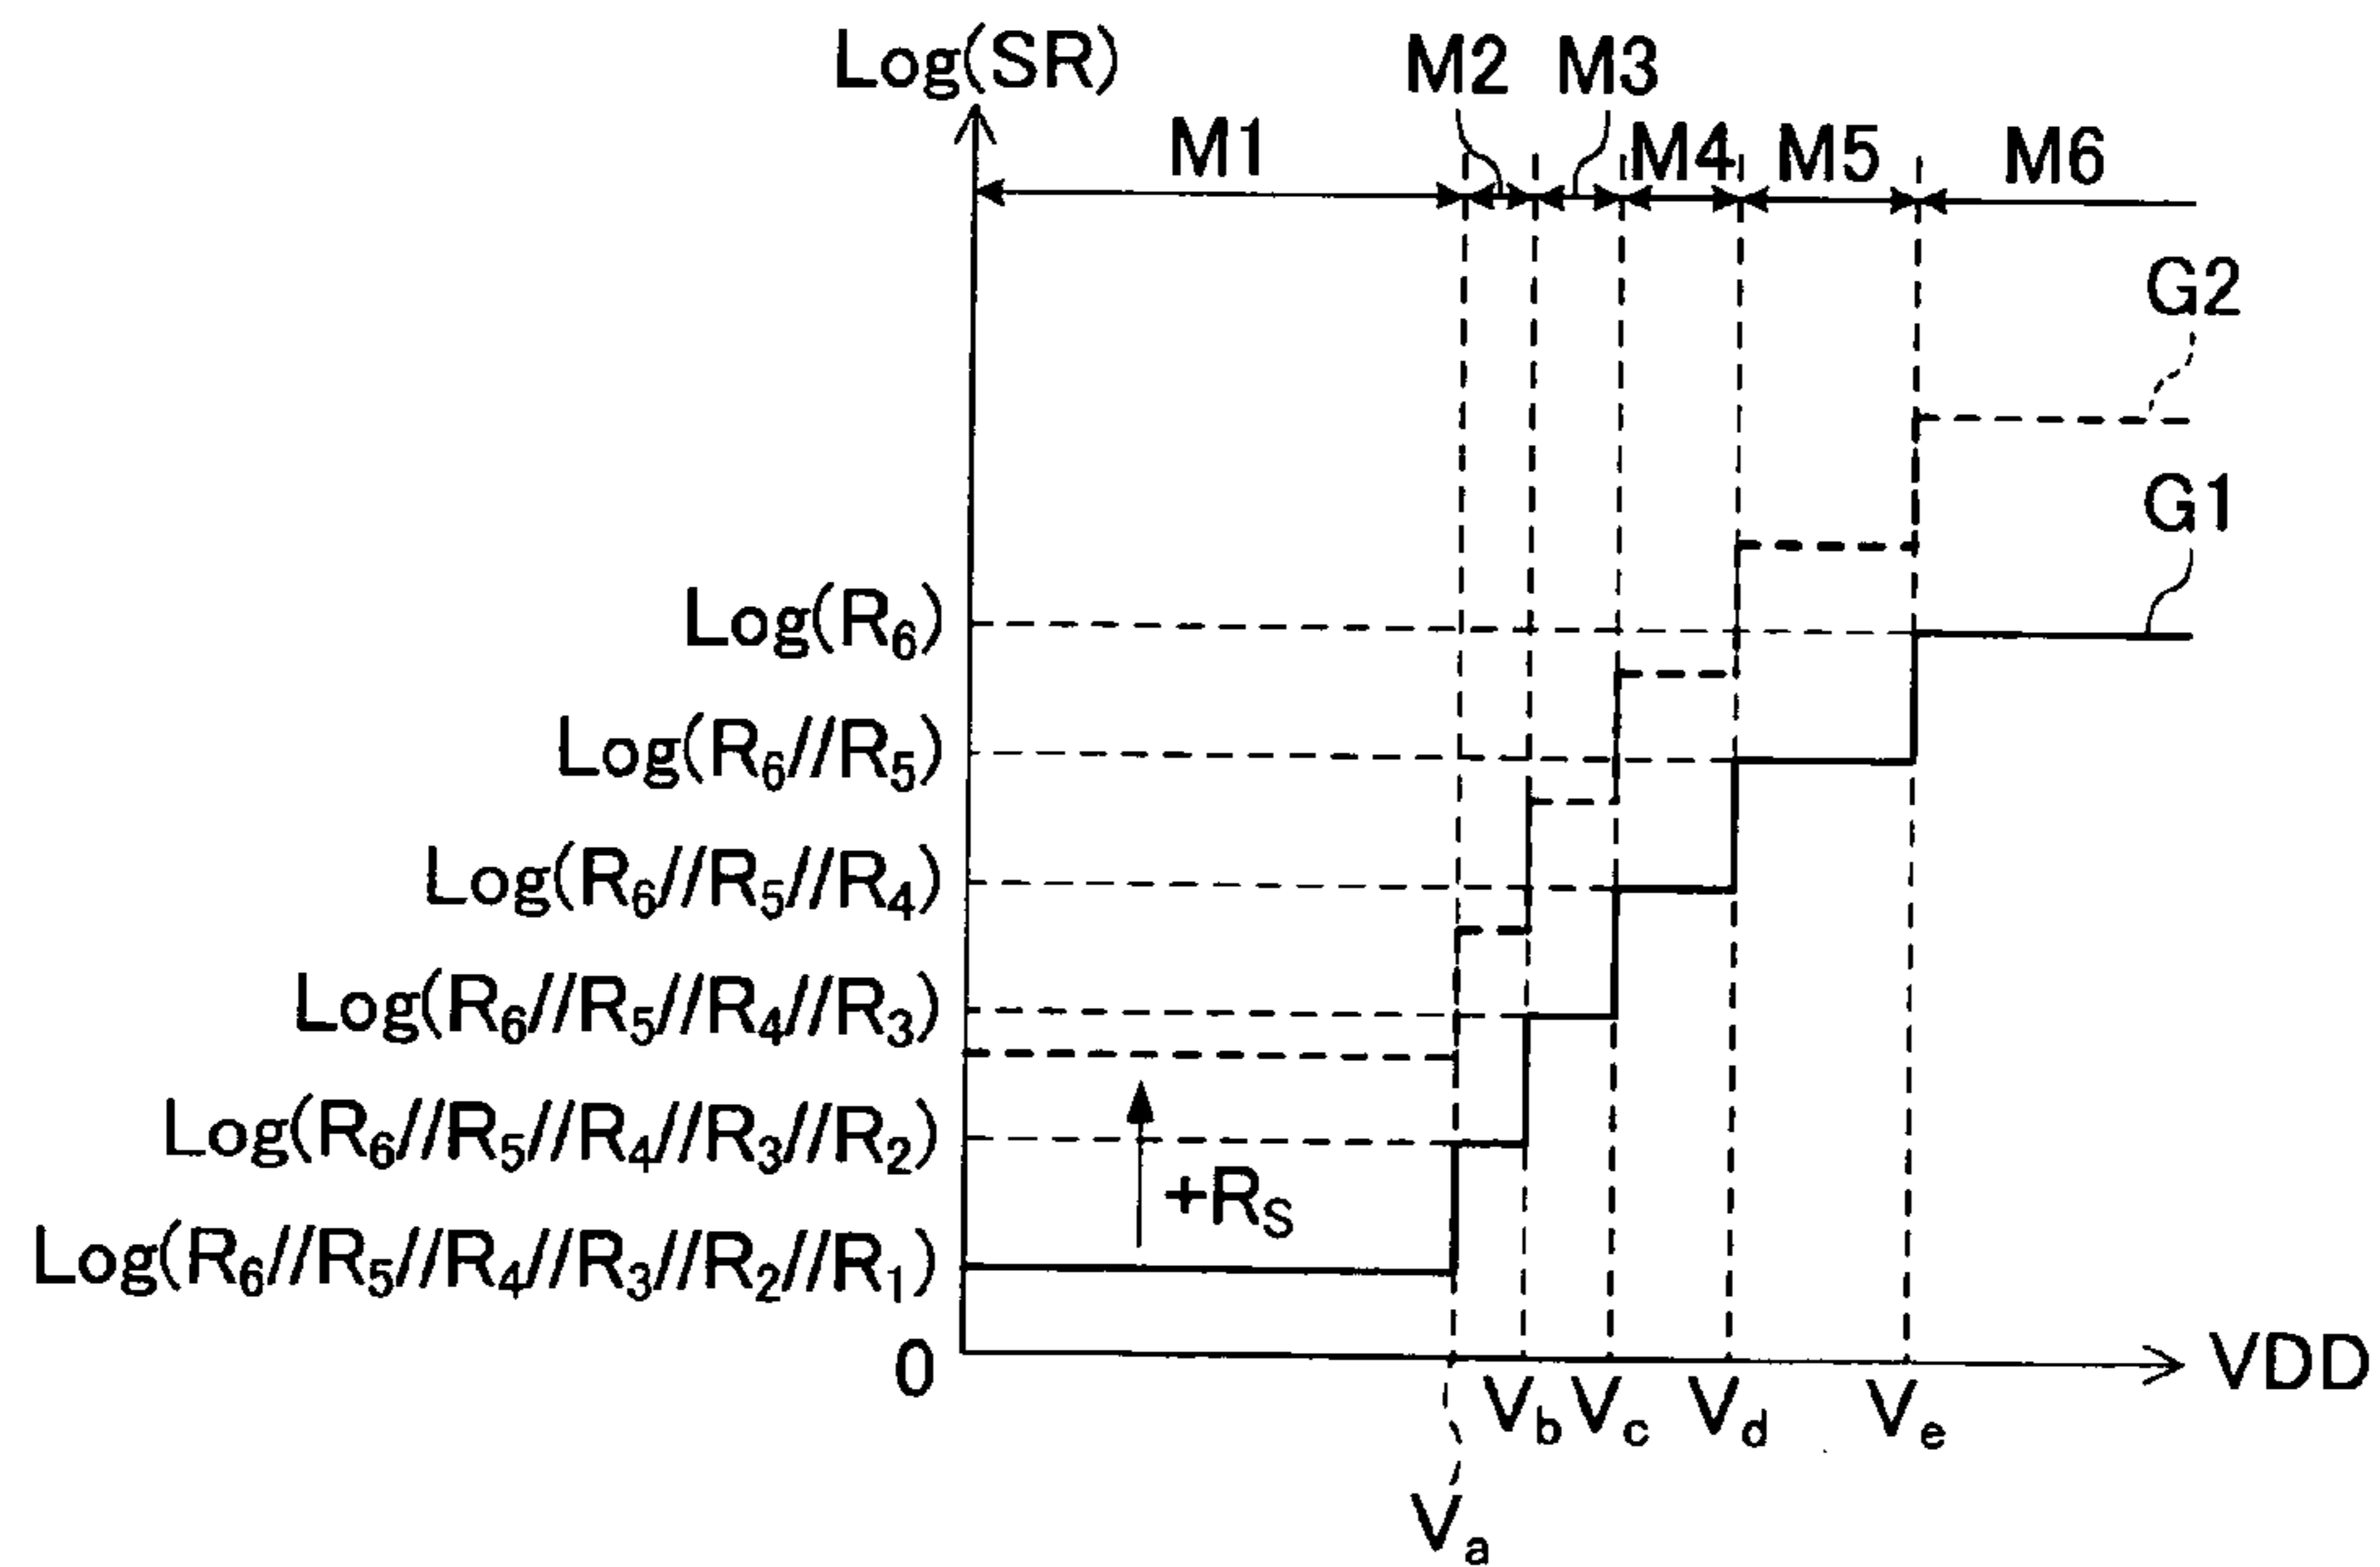 Log(SR)
M1
M2
M3
M4
M5
M6
G2
G1
Log(R6)
Log(R6//R5)
Log(R6//R5//R4)
Log(R6//R5//R4//R3)
Log(R6//R5//R4//R3//R2)
+RS
Log(R6//R5//R4//R3//R2//R1)
0
VDD
Va
Vb
Vc
Vd
Ve